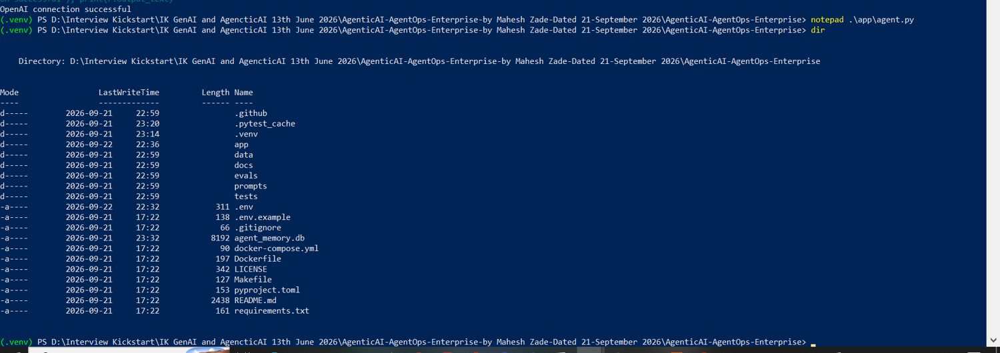 OpenAI connection successful
(.venv) PS D:\Interview Kickstart\IK GenAI and AgencticAI 13th June 2026\AgenticAI-AgentOps-Enterprise-by Mahesh Zade-Dated 21-September 2026\AgenticAI-AgentOps-Enterprise> notepad .\app\agent.py
(.venv) PS D:\Interview Kickstart\IK GenAI and AgencticAI 13th June 2026\AgenticAI-AgentOps-Enterprise-by Mahesh Zade-Dated 21-September 2026\AgenticAI-AgentOps-Enterprise> dir
    Directory: D:\Interview Kickstart\IK GenAI and AgencticAI 13th June 2026\AgenticAI-AgentOps-Enterprise-by Mahesh Zade-Dated 21-September 2026\AgenticAI-AgentOps-Enterprise
Mode                 LastWriteTime         Length Name
----                 -------------         ------ ----
d-----        2026-09-21     22:59                .github
d-----        2026-09-21     23:20                .pytest_cache
d-----        2026-09-21     23:14                .venv
d-----        2026-09-22     22:36                app
d-----        2026-09-21     22:59                data
d-----        2026-09-21     22:59                docs
d-----        2026-09-21     22:59                evals
d-----        2026-09-21     22:59                prompts
d-----        2026-09-21     22:59                tests
-a----        2026-09-22     22:32            311 .env
-a----        2026-09-21     17:22            138 .env.example
-a----        2026-09-21     17:22             66 .gitignore
-a----        2026-09-21     23:32           8192 agent_memory.db
-a----        2026-09-21     17:22             90 docker-compose.yml
-a----        2026-09-21     17:22            197 Dockerfile
-a----        2026-09-21     17:22            342 LICENSE
-a----        2026-09-21     17:22            127 Makefile
-a----        2026-09-21     17:22            153 pyproject.toml
-a----        2026-09-21     17:22           2438 README.md
-a----        2026-09-21     17:22            161 requirements.txt
(.venv) PS D:\Interview Kickstart\IK GenAI and AgencticAI 13th June 2026\AgenticAI-AgentOps-Enterprise-by Mahesh Zade-Dated 21-September 2026\AgenticAI-AgentOps-Enterprise>